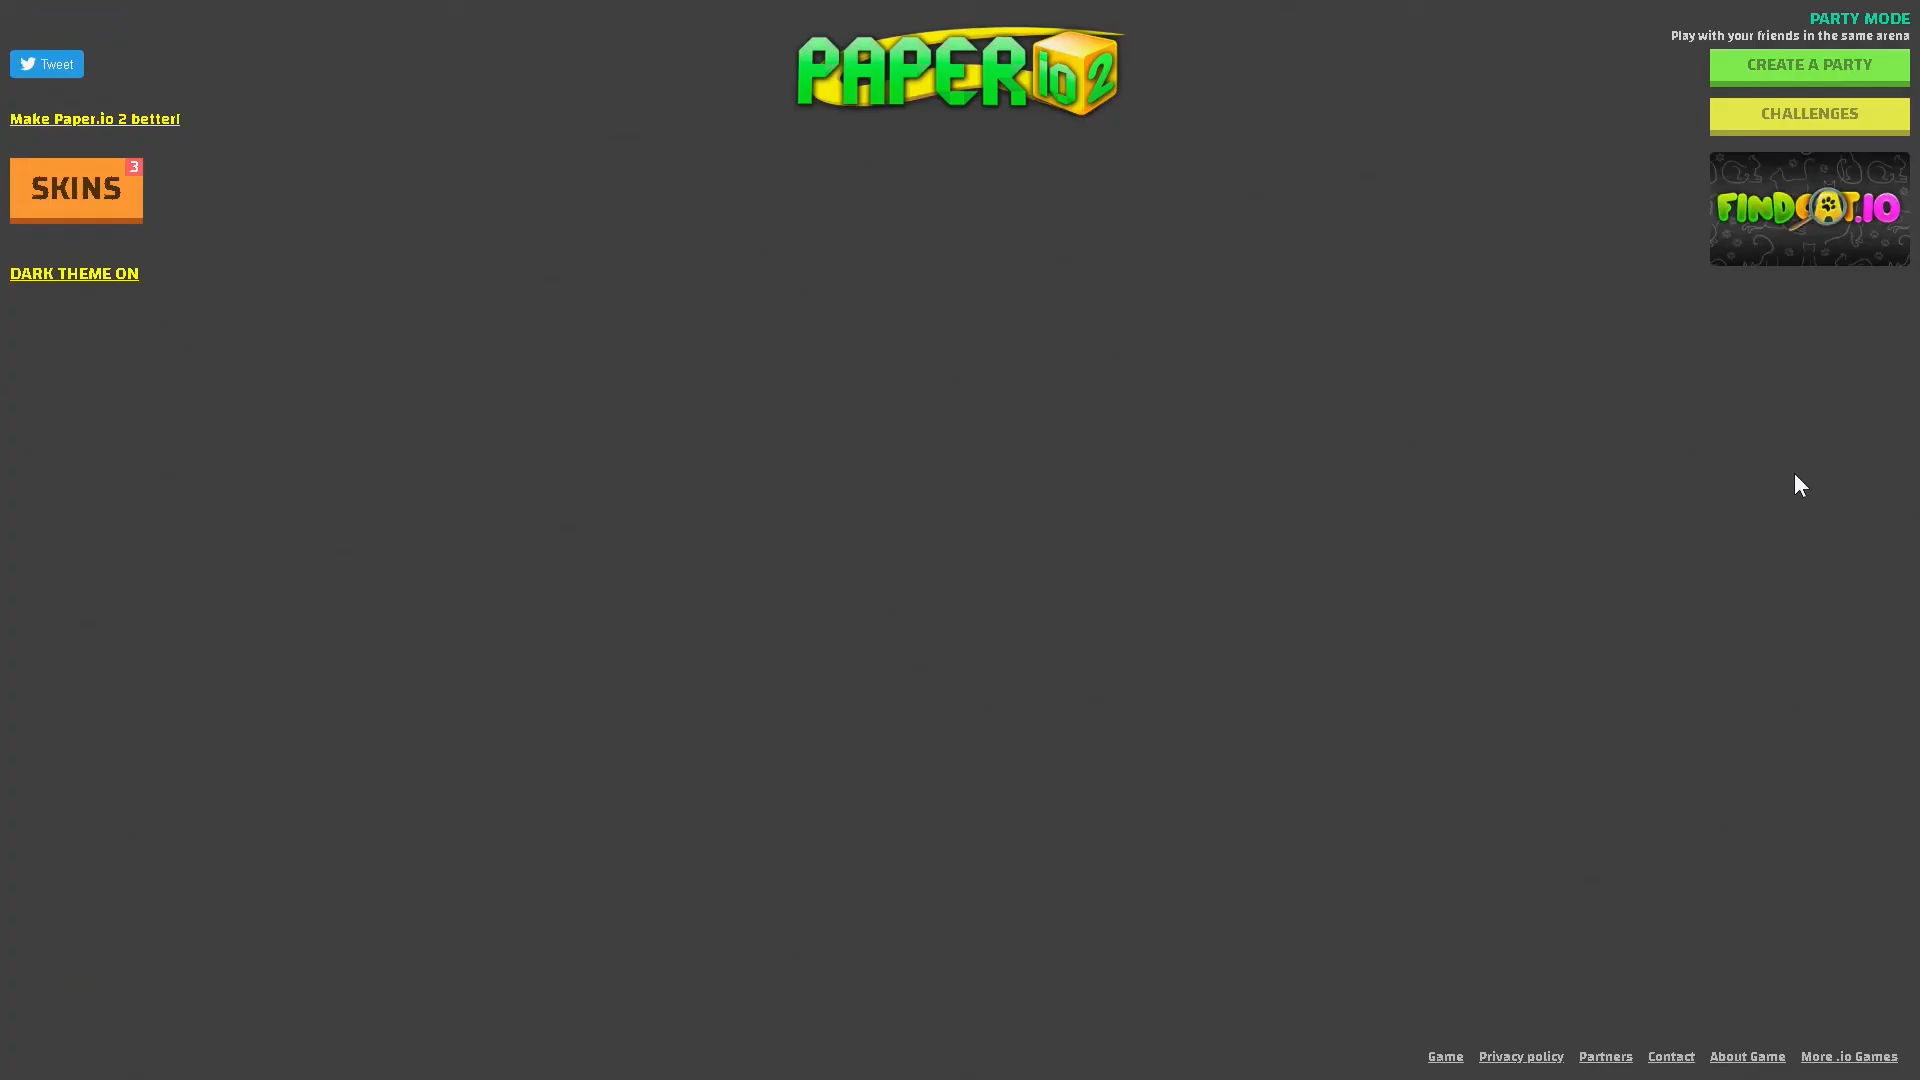 PAPER io 2
Tweet
Make Paper.io 2 better!
SKINS
3
DARK THEME ON
PARTY MODE
Play with your friends in the same arena
CREATE A PARTY
CHALLENGES
FINDCAT.IO
Game Privacy policy Partners Contact About Game More .io Games